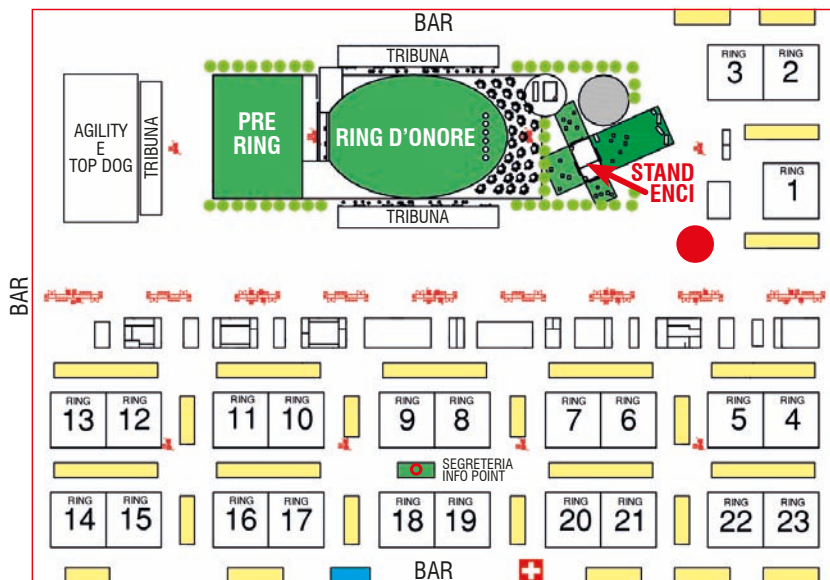 BAR
TRIBUNA
RING
3
RING
2
AGILITY
E
TOP DOG
TRIBUNA
PRE
RING
RING D'ONORE
STAND
ENCI
RING
1
TRIBUNA
BAR
RING
13
RING
12
RING
11
RING
10
RING
9
RING
8
RING
7
RING
6
RING
5
RING
4
SEGRETERIA
INFO POINT
RING
14
RING
15
RING
16
RING
17
RING
18
RING
19
RING
20
RING
21
RING
22
RING
23
BAR